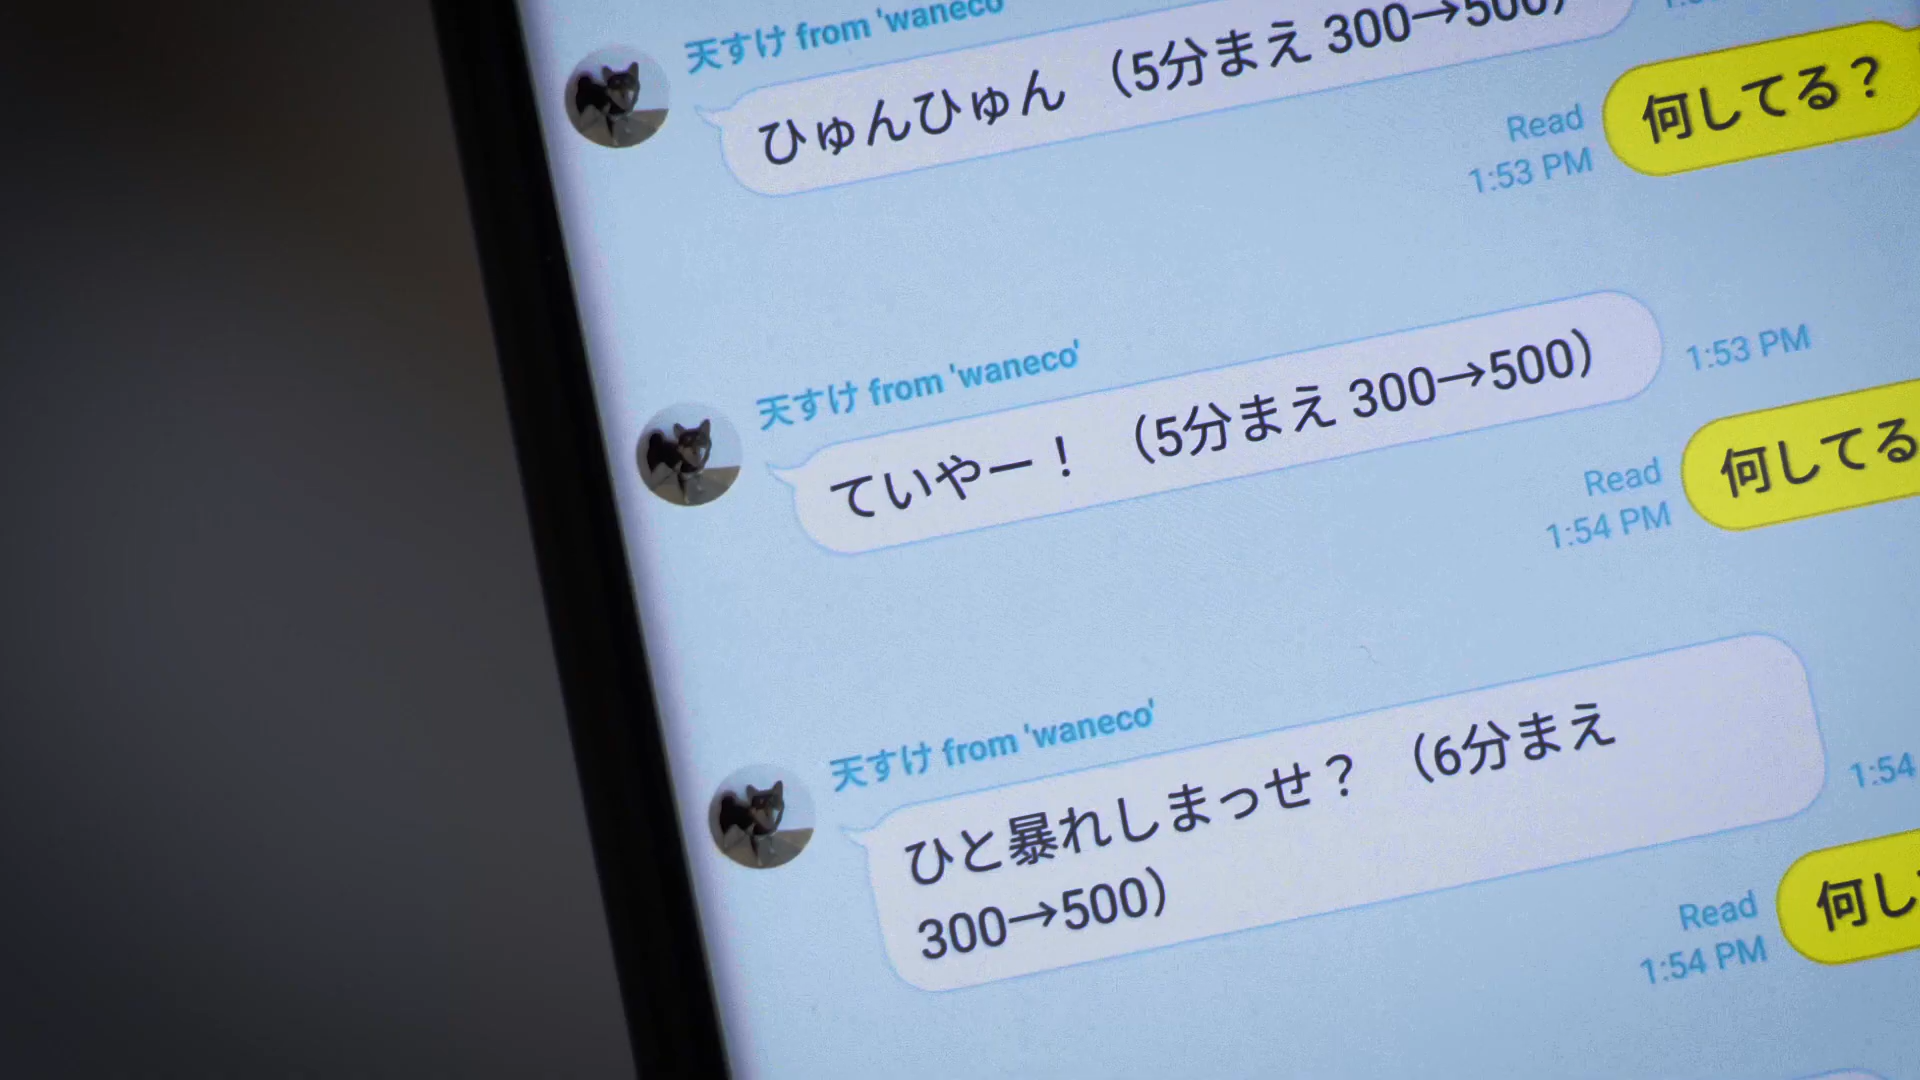 天すけ from 'waneco'
ひゅんひゅん（5分まえ 300→500）
何してる？
Read
1:53 PM
天すけ from 'waneco'
ていやー！（5分まえ 300→500）
1:53 PM
何してる
Read
1:54 PM
天すけ from 'waneco'
ひと暴れしまっせ？（6分まえ
300→500）
1:54
何し
Read
1:54 PM